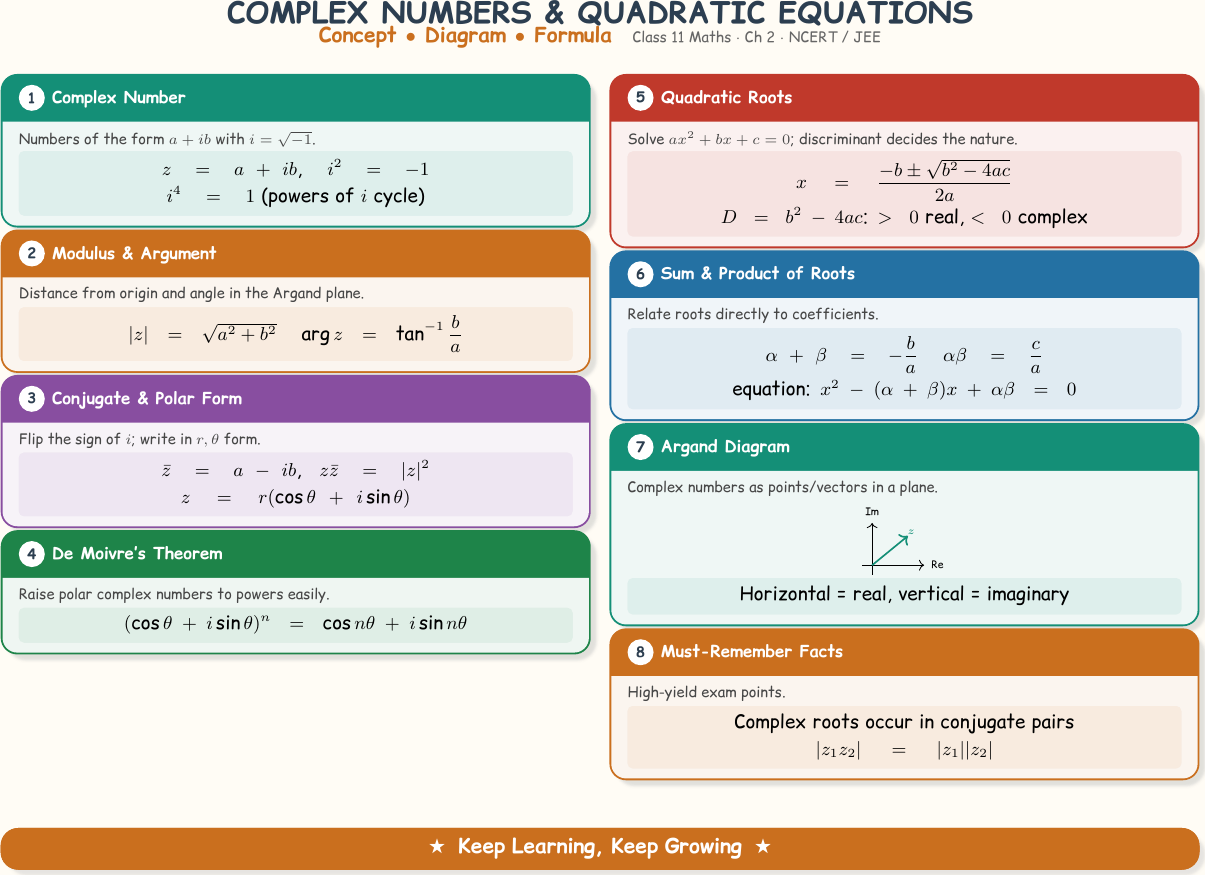 COMPLEX NUMBERS & QUADRATIC EQUATIONS
Concept • Diagram • Formula Class 11 Maths · Ch 2 · NCERT / JEE
1 Complex Number
Numbers of the form a + ib with i = √−1.
z = a + ib, i² = −1
i⁴ = 1 (powers of i cycle)
2 Modulus & Argument
Distance from origin and angle in the Argand plane.
|z| = √(a² + b²) arg z = tan⁻¹ b/a
3 Conjugate & Polar Form
Flip the sign of i; write in r, θ form.
z̄ = a − ib, zz̄ = |z|²
z = r(cos θ + i sin θ)
4 De Moivre's Theorem
Raise polar complex numbers to powers easily.
(cos θ + i sin θ)ⁿ = cos nθ + i sin nθ
5 Quadratic Roots
Solve ax² + bx + c = 0; discriminant decides the nature.
x = (−b ± √(b² − 4ac))/2a
D = b² − 4ac: > 0 real, < 0 complex
6 Sum & Product of Roots
Relate roots directly to coefficients.
α + β = −b/a αβ = c/a
equation: x² − (α + β)x + αβ = 0
7 Argand Diagram
Complex numbers as points/vectors in a plane.
Im
z
Re
Horizontal = real, vertical = imaginary
8 Must-Remember Facts
High-yield exam points.
Complex roots occur in conjugate pairs
|z₁z₂| = |z₁||z₂|
★ Keep Learning, Keep Growing ★